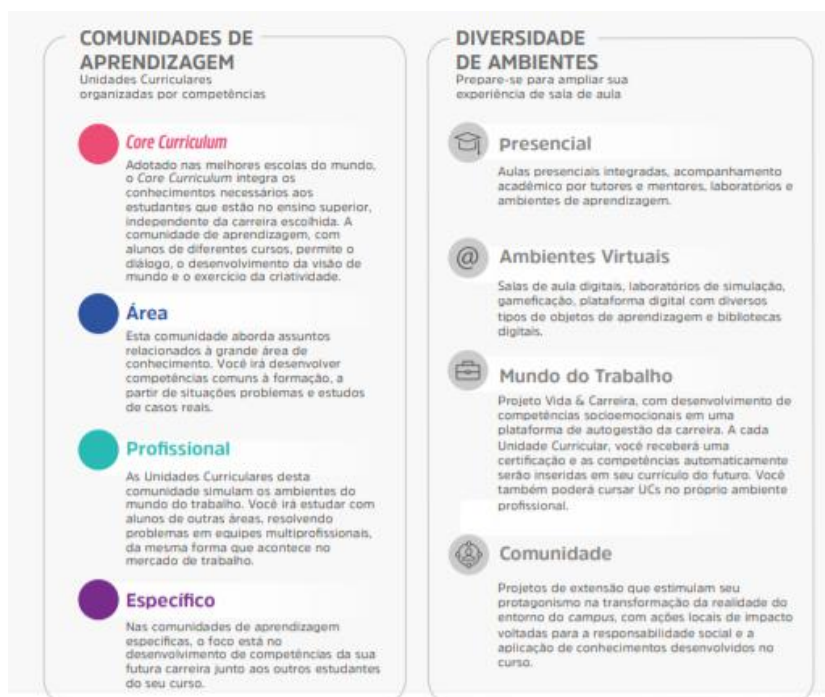 COMUNIDADES DE
APRENDIZAGEM
Unidades Curriculares
organizadas por competências
Core Curriculum
Adotado nas melhores escolas do mundo,
o Core Curriculum integra os
conhecimentos necessários aos
estudantes que estão no ensino superior,
independente da carreira escolhida. A
comunidade de aprendizagem, com
alunos de diferentes cursos, permite o
diálogo, o desenvolvimento da visão de
mundo e o exercício da criatividade.
Área
Esta comunidade aborda assuntos
relacionados à grande área de
conhecimento. Você irá desenvolver
competências comuns à formação, a
partir de situações problemas e estudos
de casos reais.
Profissional
As Unidades Curriculares desta
comunidade simulam os ambientes do
mundo do trabalho. Você irá estudar com
alunos de outras áreas, resolvendo
problemas em equipes multiprofissionais,
da mesma forma que acontece no
mercado de trabalho.
Específico
Nas comunidades de aprendizagem
específicas, o foco está no
desenvolvimento de competências da sua
futura carreira junto aos outros estudantes
do seu curso.
DIVERSIDADE
DE AMBIENTES
Prepare-se para ampliar sua
experiência de sala de aula
Presencial
Aulas presenciais integradas, acompanhamento
acadêmico por tutores e mentores, laboratórios e
ambientes de aprendizagem.
@
Ambientes Virtuais
Salas de aula digitais, laboratórios de simulação,
gameficação, plataforma digital com diversos
tipos de objetos de aprendizagem e bibliotecas
digitais.
Mundo do Trabalho
Projeto Vida & Carreira, com desenvolvimento de
competências socioemocionais em uma
plataforma de autogestão da carreira. A cada
Unidade Curricular, você receberá uma
certificação e as competências automaticamente
serão inseridas em seu currículo do futuro. Você
também poderá cursar UCs no próprio ambiente
profissional.
Comunidade
Projetos de extensão que estimulam seu
protagonismo na transformação da realidade do
entorno do campus, com ações locais de impacto
voltadas para a responsabilidade social e a
aplicação de conhecimentos desenvolvidos no
curso.